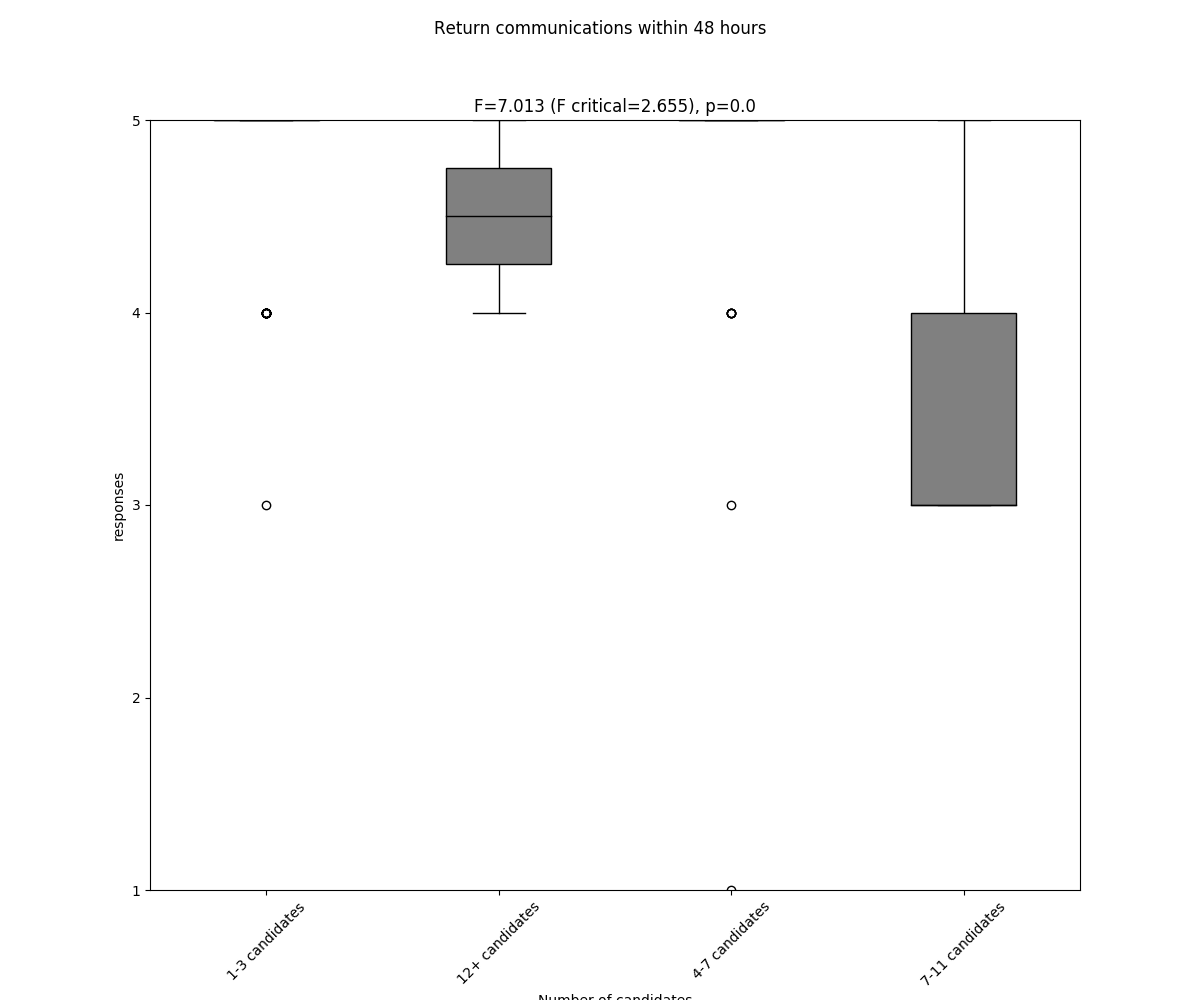 Return communications within 48 hours
F=7.013 (F critical=2.655), p=0.0
5
4
3
2
1
responses
1-3 candidates
12+ candidates
4-7 candidates
7-11 candidates
Number of candidates